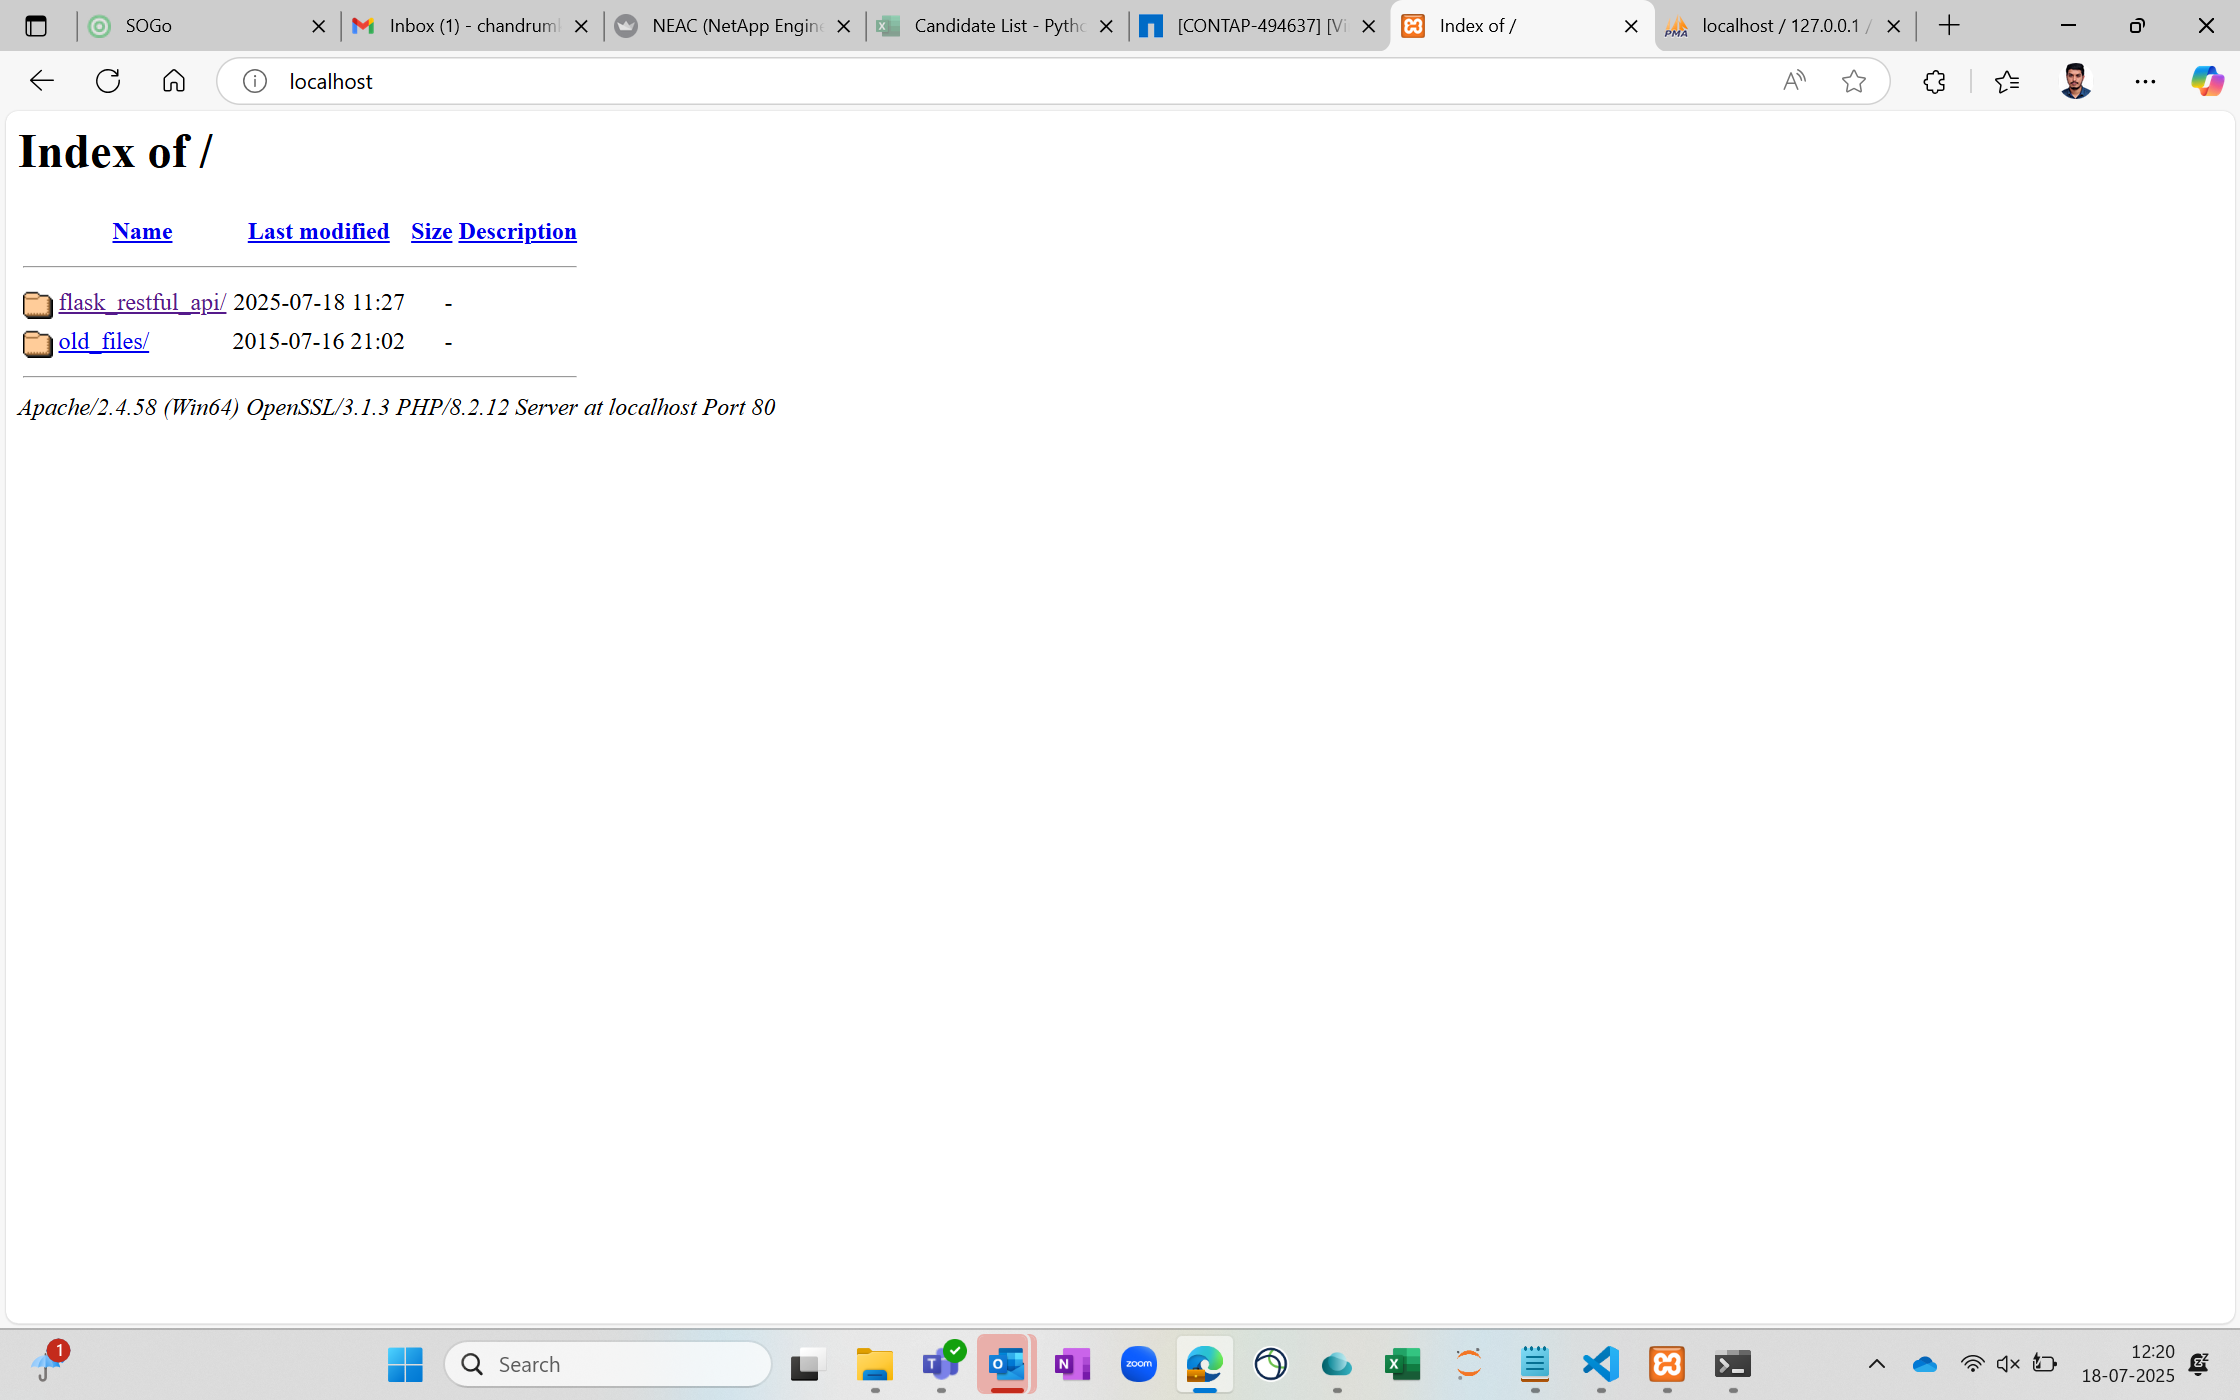 SOGo
Inbox (1) - chandrum
NEAC (NetApp Engine
Candidate List - Pytho
[CONTAP-494637] [Vi
Index of /
localhost / 127.0.0.1 /
localhost
Index of /
Name Last modified Size Description
flask_restful_api/ 2025-07-18 11:27 -
old_files/ 2015-07-16 21:02 -
Apache/2.4.58 (Win64) OpenSSL/3.1.3 PHP/8.2.12 Server at localhost Port 80
1
Search
zoom
12:20
18-07-2025